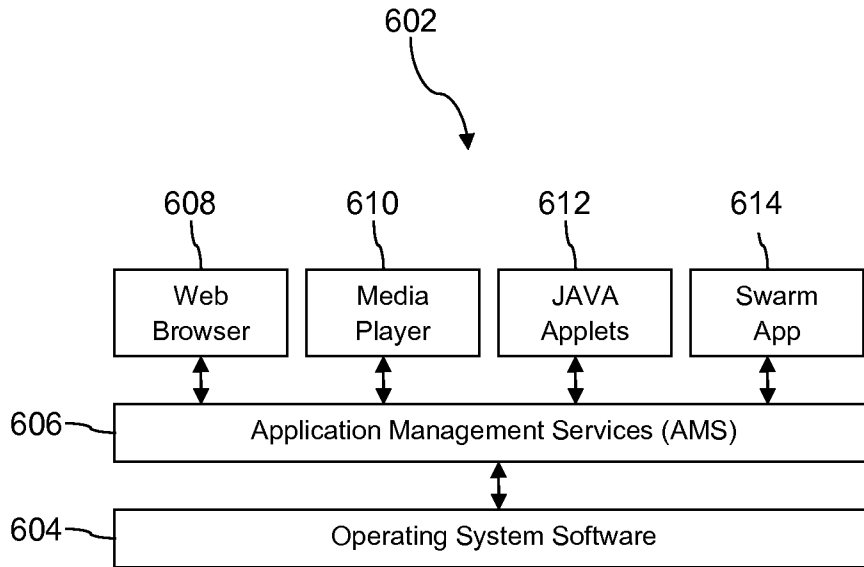 602
608
610
612
614
Web
Browser
Media
Player
JAVA
Applets
Swarm
App
606
Application Management Services (AMS)
604
Operating System Software